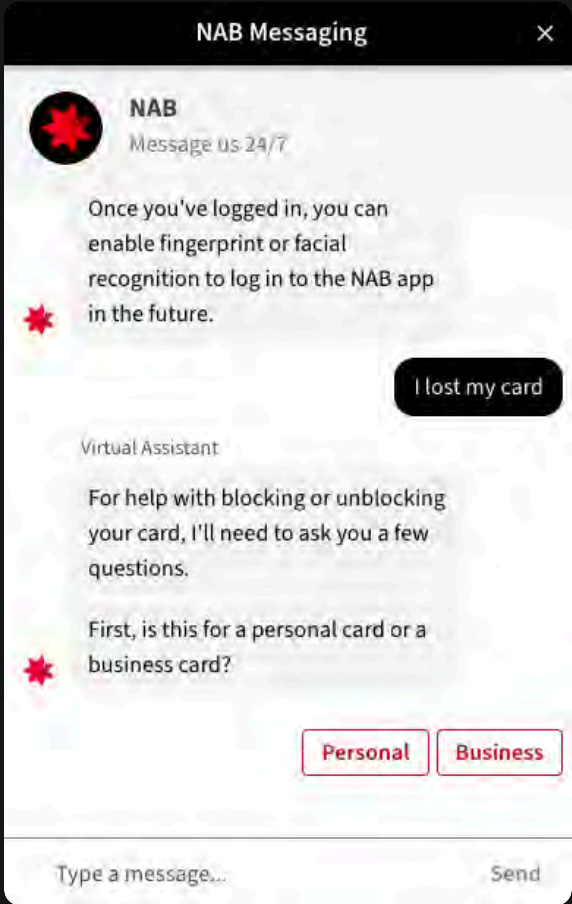 NAB Messaging
NAB
Message us 24/7
Once you've logged in, you can
enable fingerprint or facial
recognition to log in to the NAB app
in the future.
I lost my card
Virtual Assistant
For help with blocking or unblocking
your card, I'll need to ask you a few
questions.
First, is this for a personal card or a
business card?
Personal
Business
Type a message...
Send